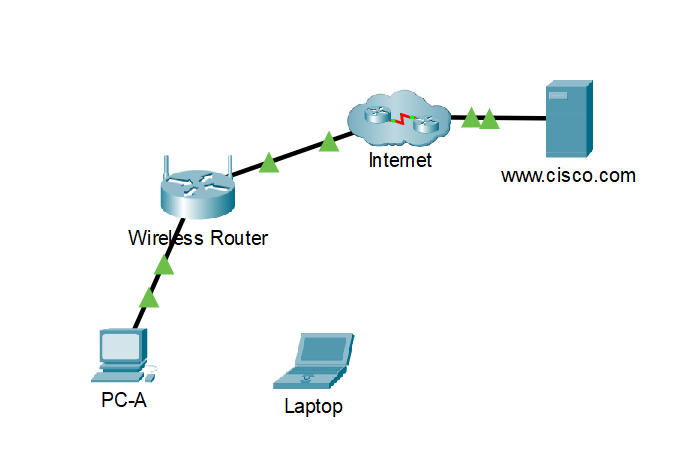 Internet
www.cisco.com
Wireless Router
PC-A
Laptop